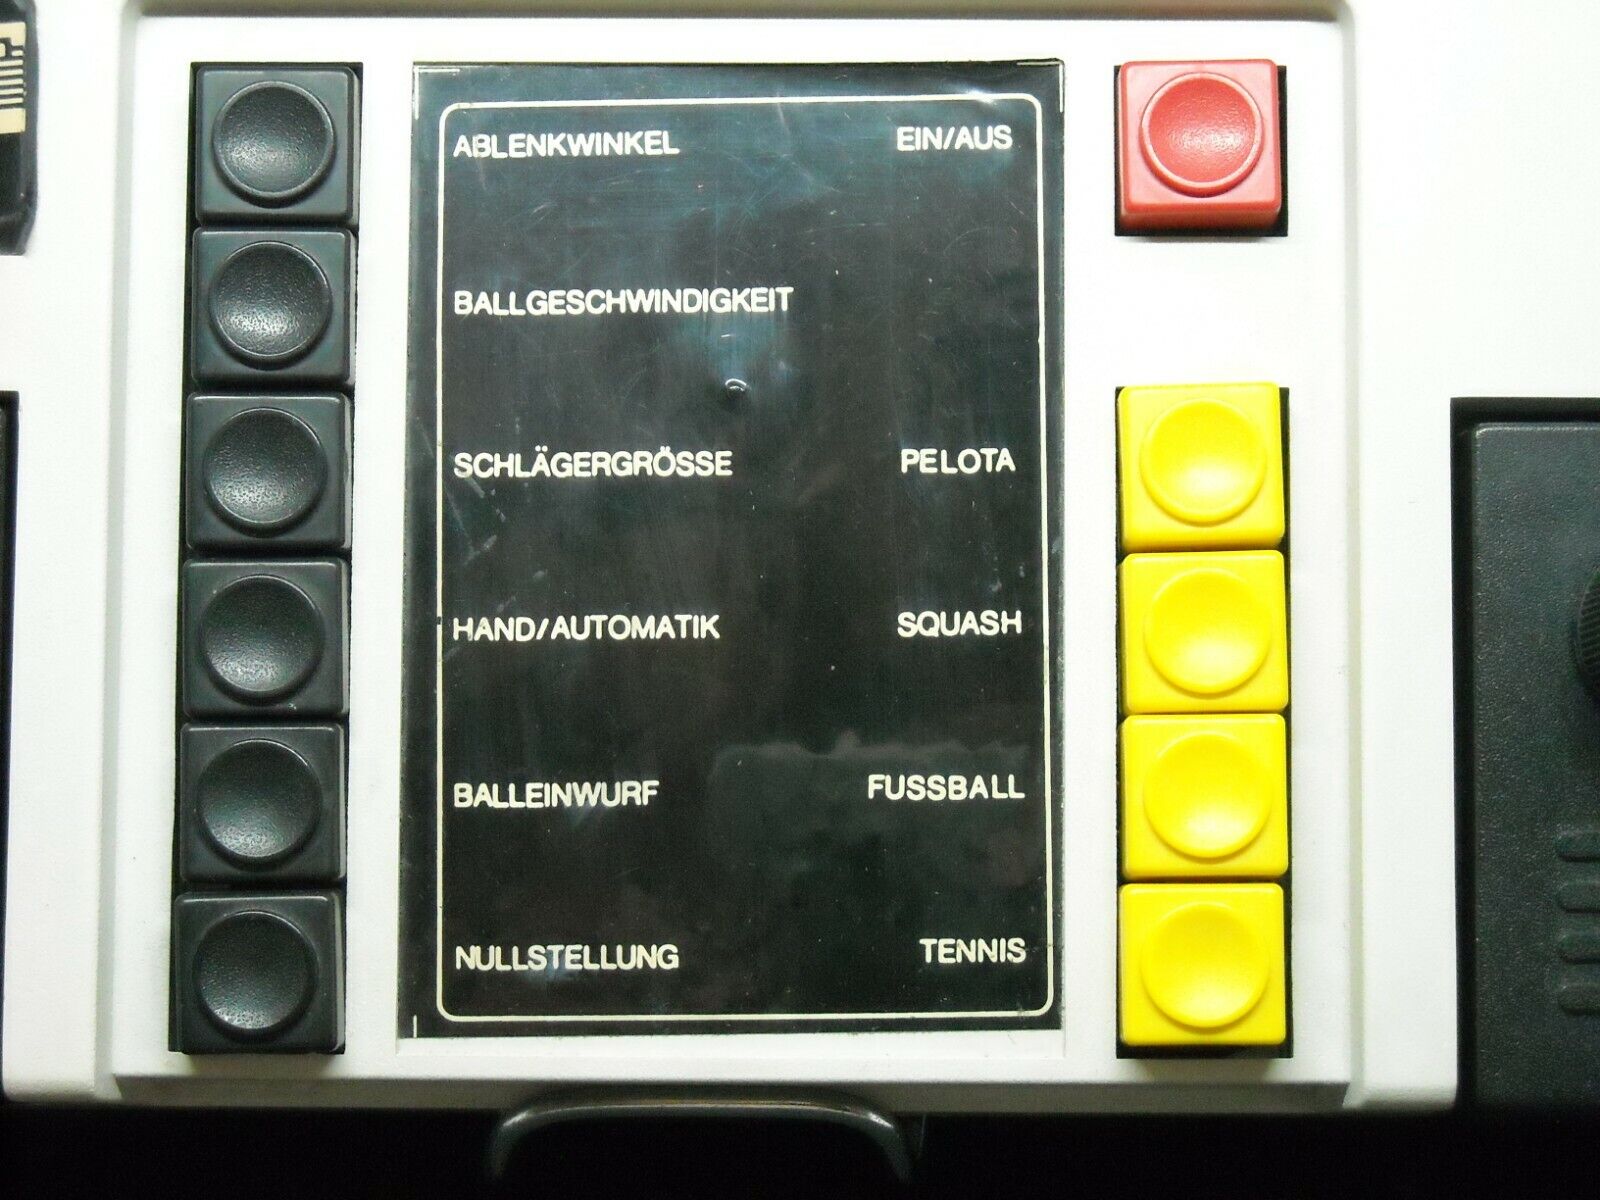 ABLENKWINKEL EIN/AUS
BALLGESCHWINDIGKEIT
SCHLÄGERGRÖSSE PELOTA
HAND/AUTOMATIK SQUASH
BALLEINWURF FUSSBALL
NULLSTELLUNG TENNIS